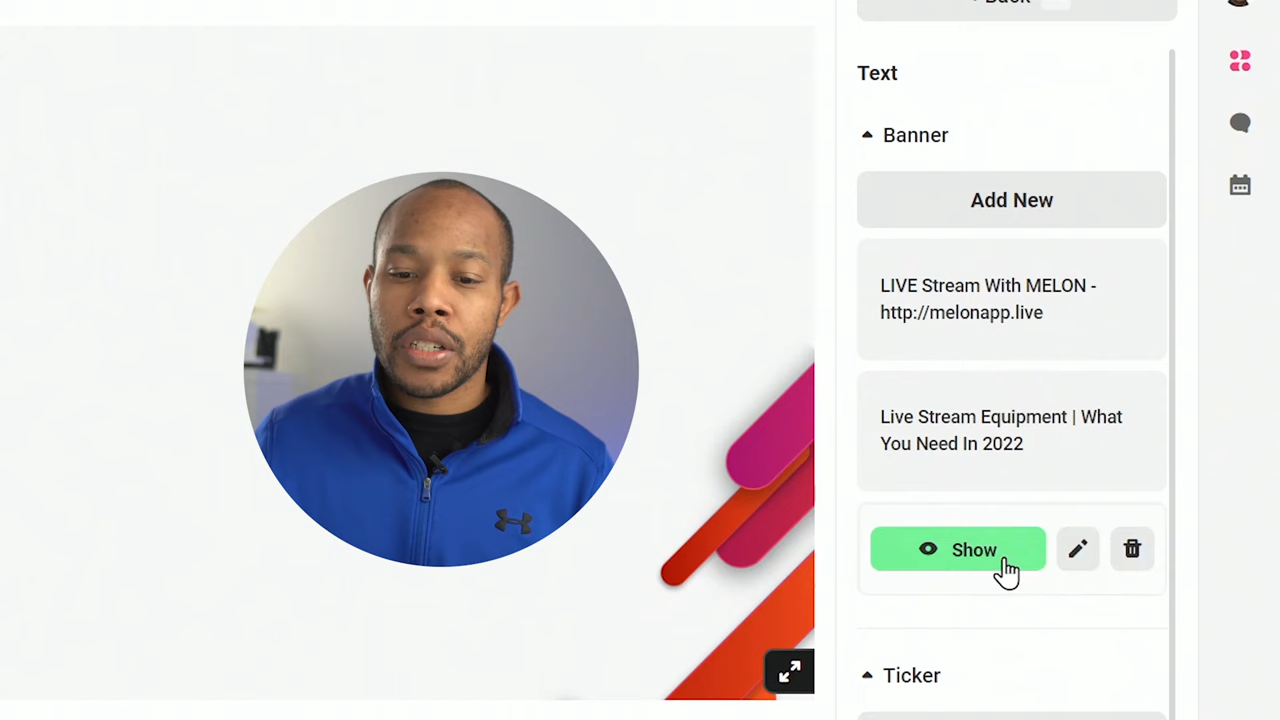 Back
Text
Banner
Add New
LIVE Stream With MELON -
http://melonapp.live
Live Stream Equipment | What
You Need In 2022
Show
Ticker